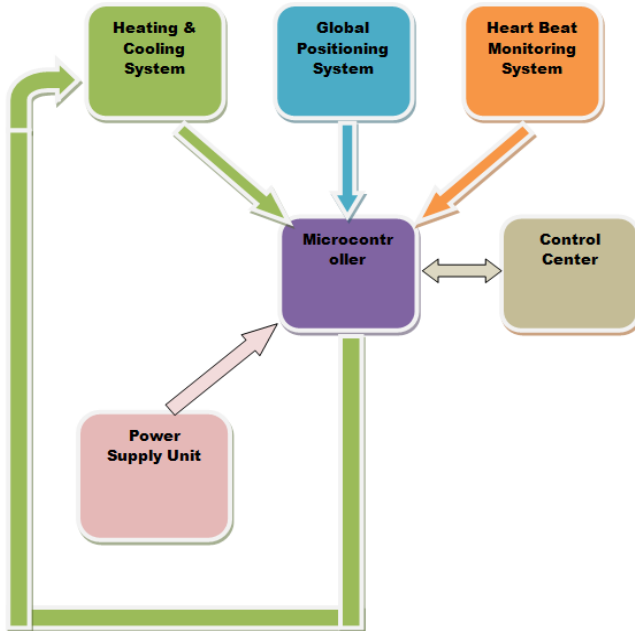 Heating &
Cooling
System
Global
Positioning
System
Heart Beat
Monitoring
System
Microcontr
oller
Control
Center
Power
Supply Unit